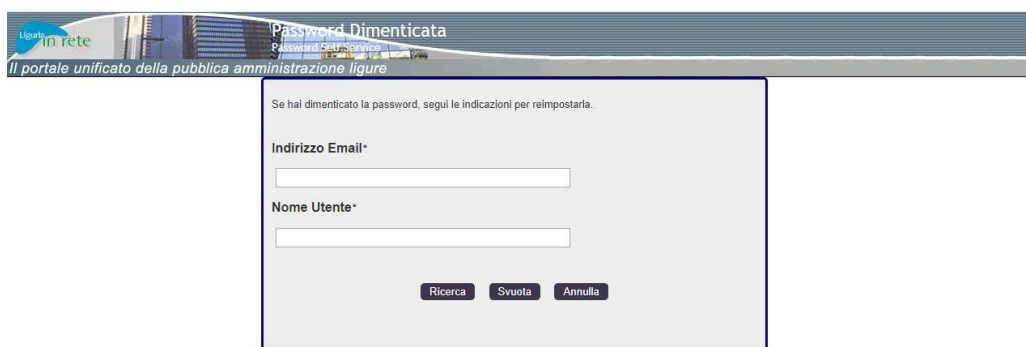 Liguria
in rete
Password Dimenticata
Password Self Service
Il portale unificato della pubblica amministrazione ligure
Se hai dimenticato la password, segui le indicazioni per reimpostarla.
Indirizzo Email*
Nome Utente*
Ricerca Svuota Annulla